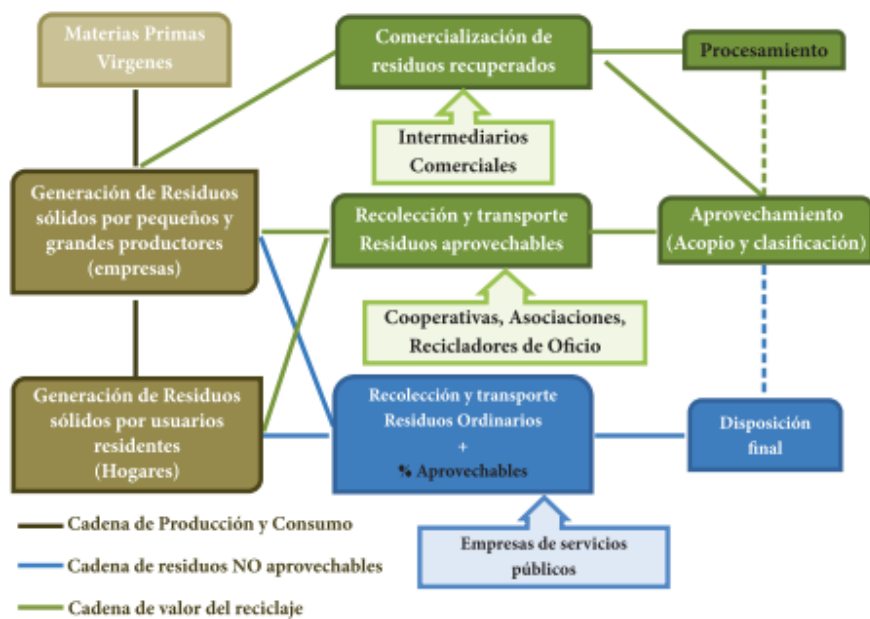 Materias Primas
Virgenes
Comercialización de
residuos recuperados
Procesamiento
Intermediarios
Comerciales
Generación de Residuos
sólidos por pequeños y
grandes productores
(empresas)
Recolección y transporte
Residuos aprovechables
Aprovechamiento
(Acopio y clasificación)
Cooperativas, Asociaciones,
Recicladores de Oficio
Generación de Residuos
sólidos por usuarios
residentes
(Hogares)
Recolección y transporte
Residuos Ordinarios
+
% Aprovechables
Disposición
final
Empresas de servicios
públicos
Cadena de Producción y Consumo
Cadena de residuos NO aprovechables
Cadena de valor del reciclaje